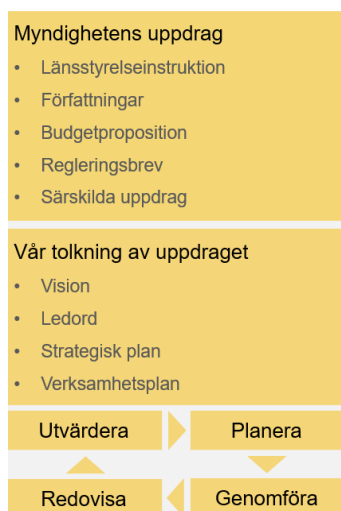 Myndighetens uppdrag
• Länsstyrelseinstruktion
• Författningar
• Budgetproposition
• Regleringsbrev
• Särskilda uppdrag
Vår tolkning av uppdraget
• Vision
• Ledord
• Strategisk plan
• Verksamhetsplan
Utvärdera
Planera
Redovisa
Genomföra